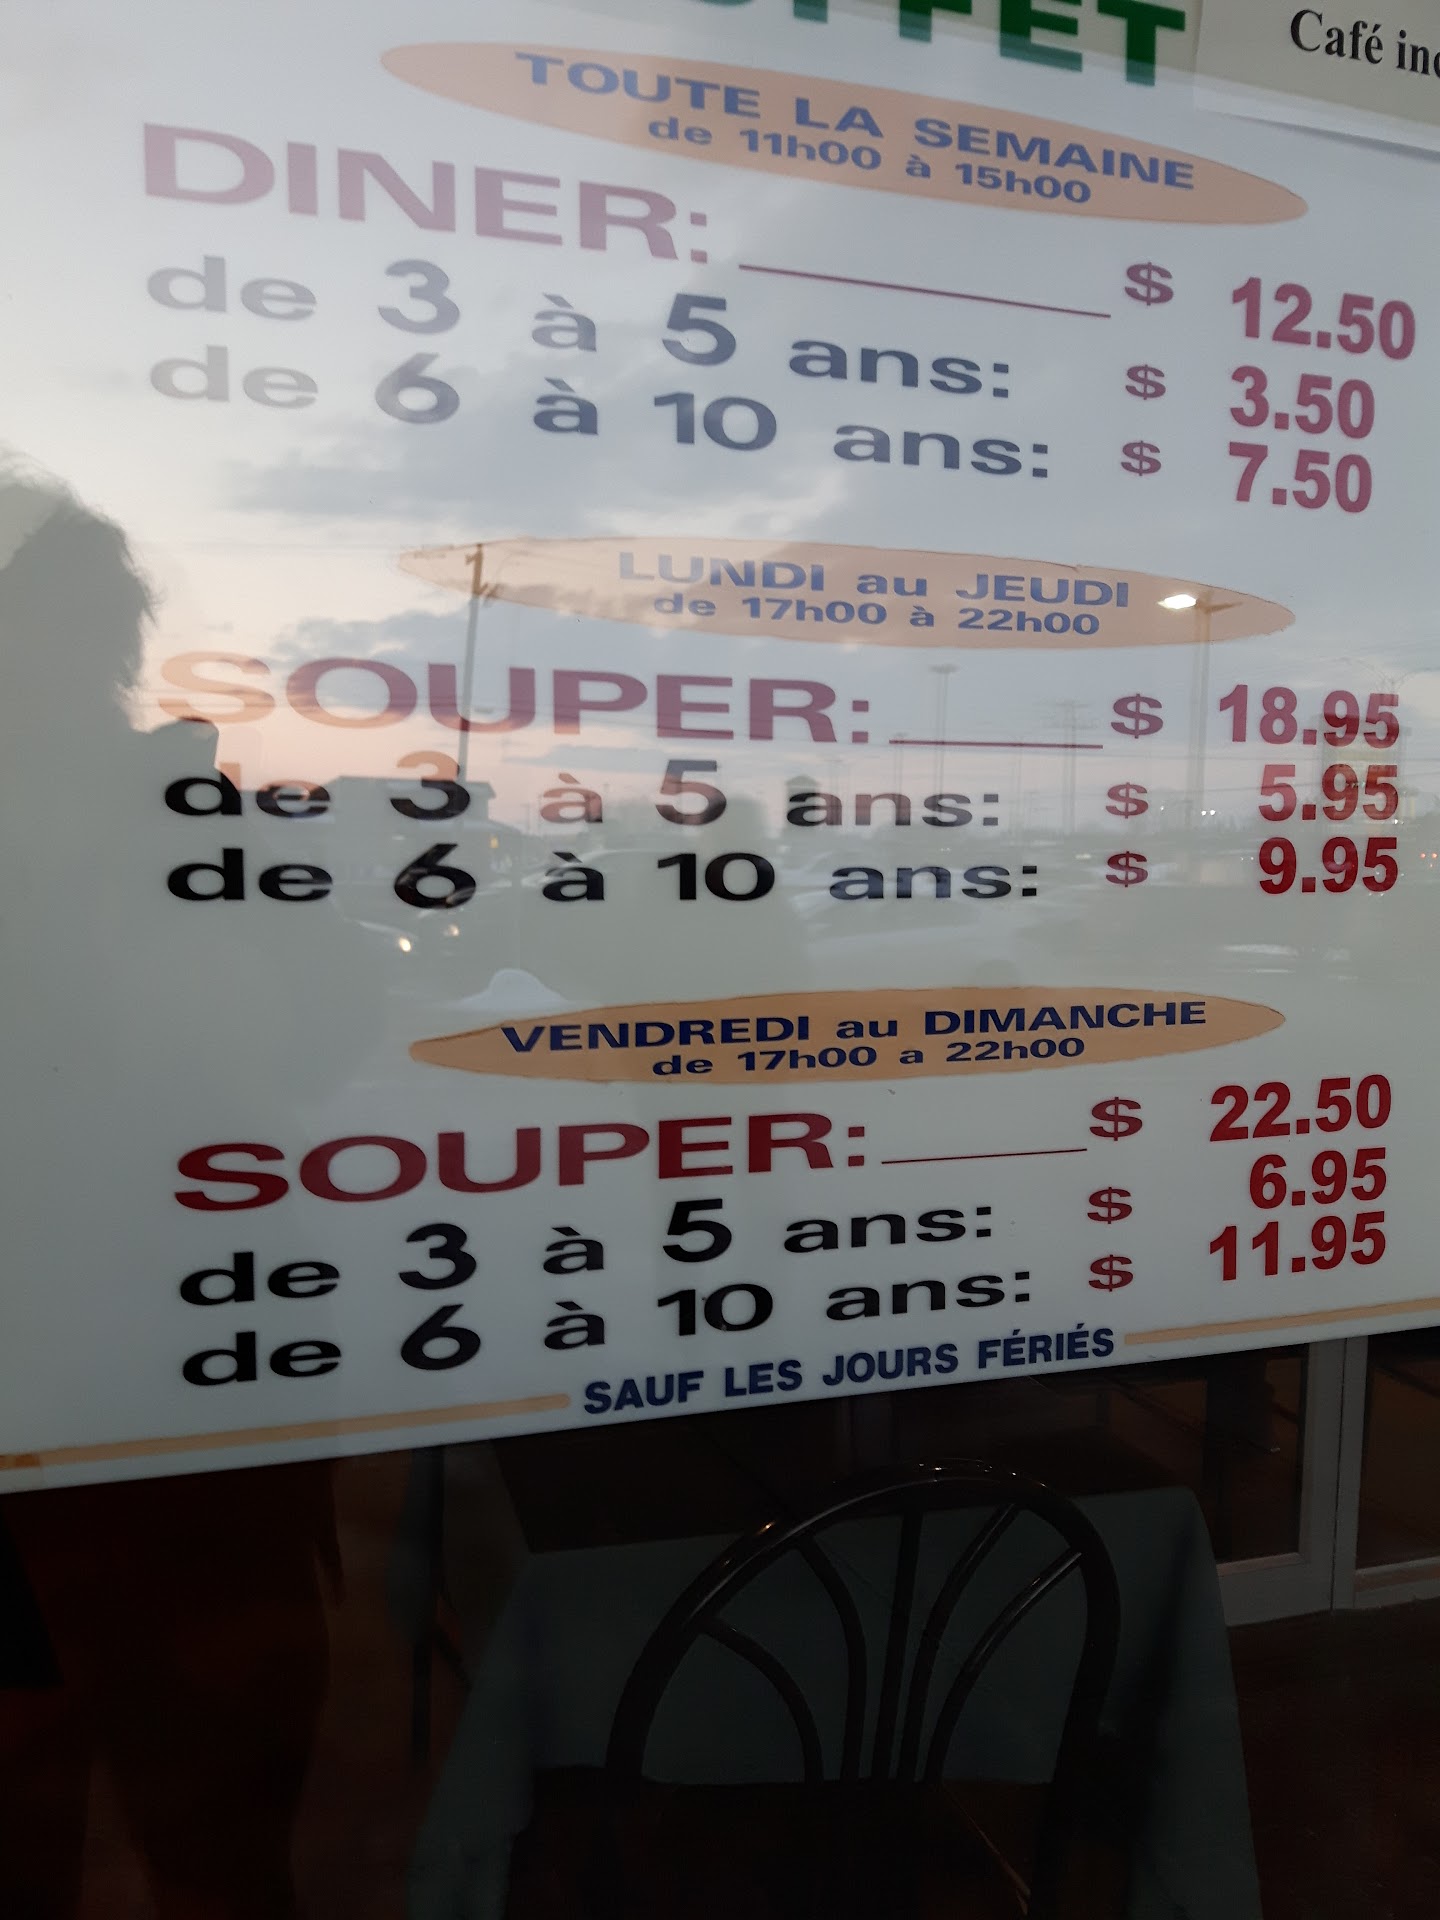 Café
TOUTE LA SEMAINE
de 11h00 à 15h00
DINER: $ 12.50
de 3 à 5 ans: $ 3.50
de 6 à 10 ans: $ 7.50
LUNDI au JEUDI
de 17h00 à 22h00
SOUPER: $ 18.95
de 3 à 5 ans: $ 5.95
de 6 à 10 ans: $ 9.95
VENDREDI au DIMANCHE
de 17h00 a 22h00
SOUPER: $ 22.50
de 3 à 5 ans: $ 6.95
de 6 à 10 ans: $ 11.95
SAUF LES JOURS FÉRIÉS